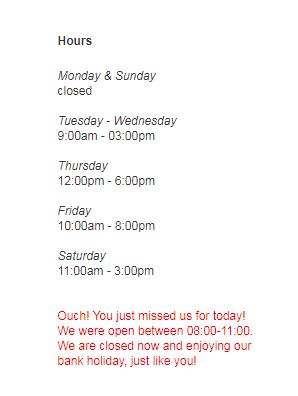 Hours
Monday & Sunday
closed
Tuesday - Wednesday
9:00am - 03:00pm
Thursday
12:00pm - 6:00pm
Friday
10:00am - 8:00pm
Saturday
11:00am - 3:00pm
Ouch! You just missed us for today!
We were open between 08:00-11:00.
We are closed now and enjoying our
bank holiday, just like you!